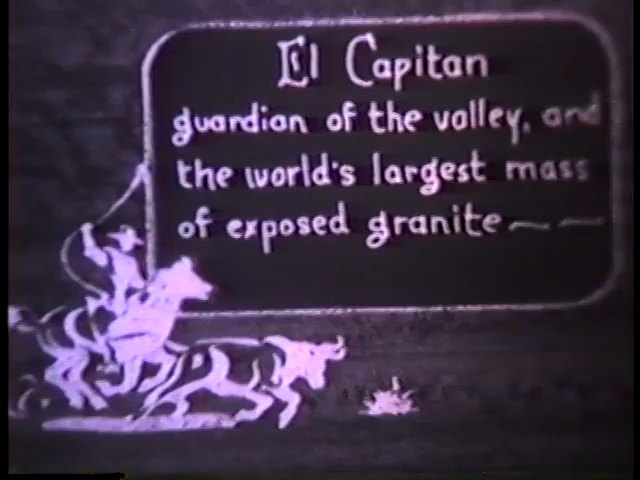 El Capitan
guardian of the valley, and
the world's largest mass
of exposed granite — —